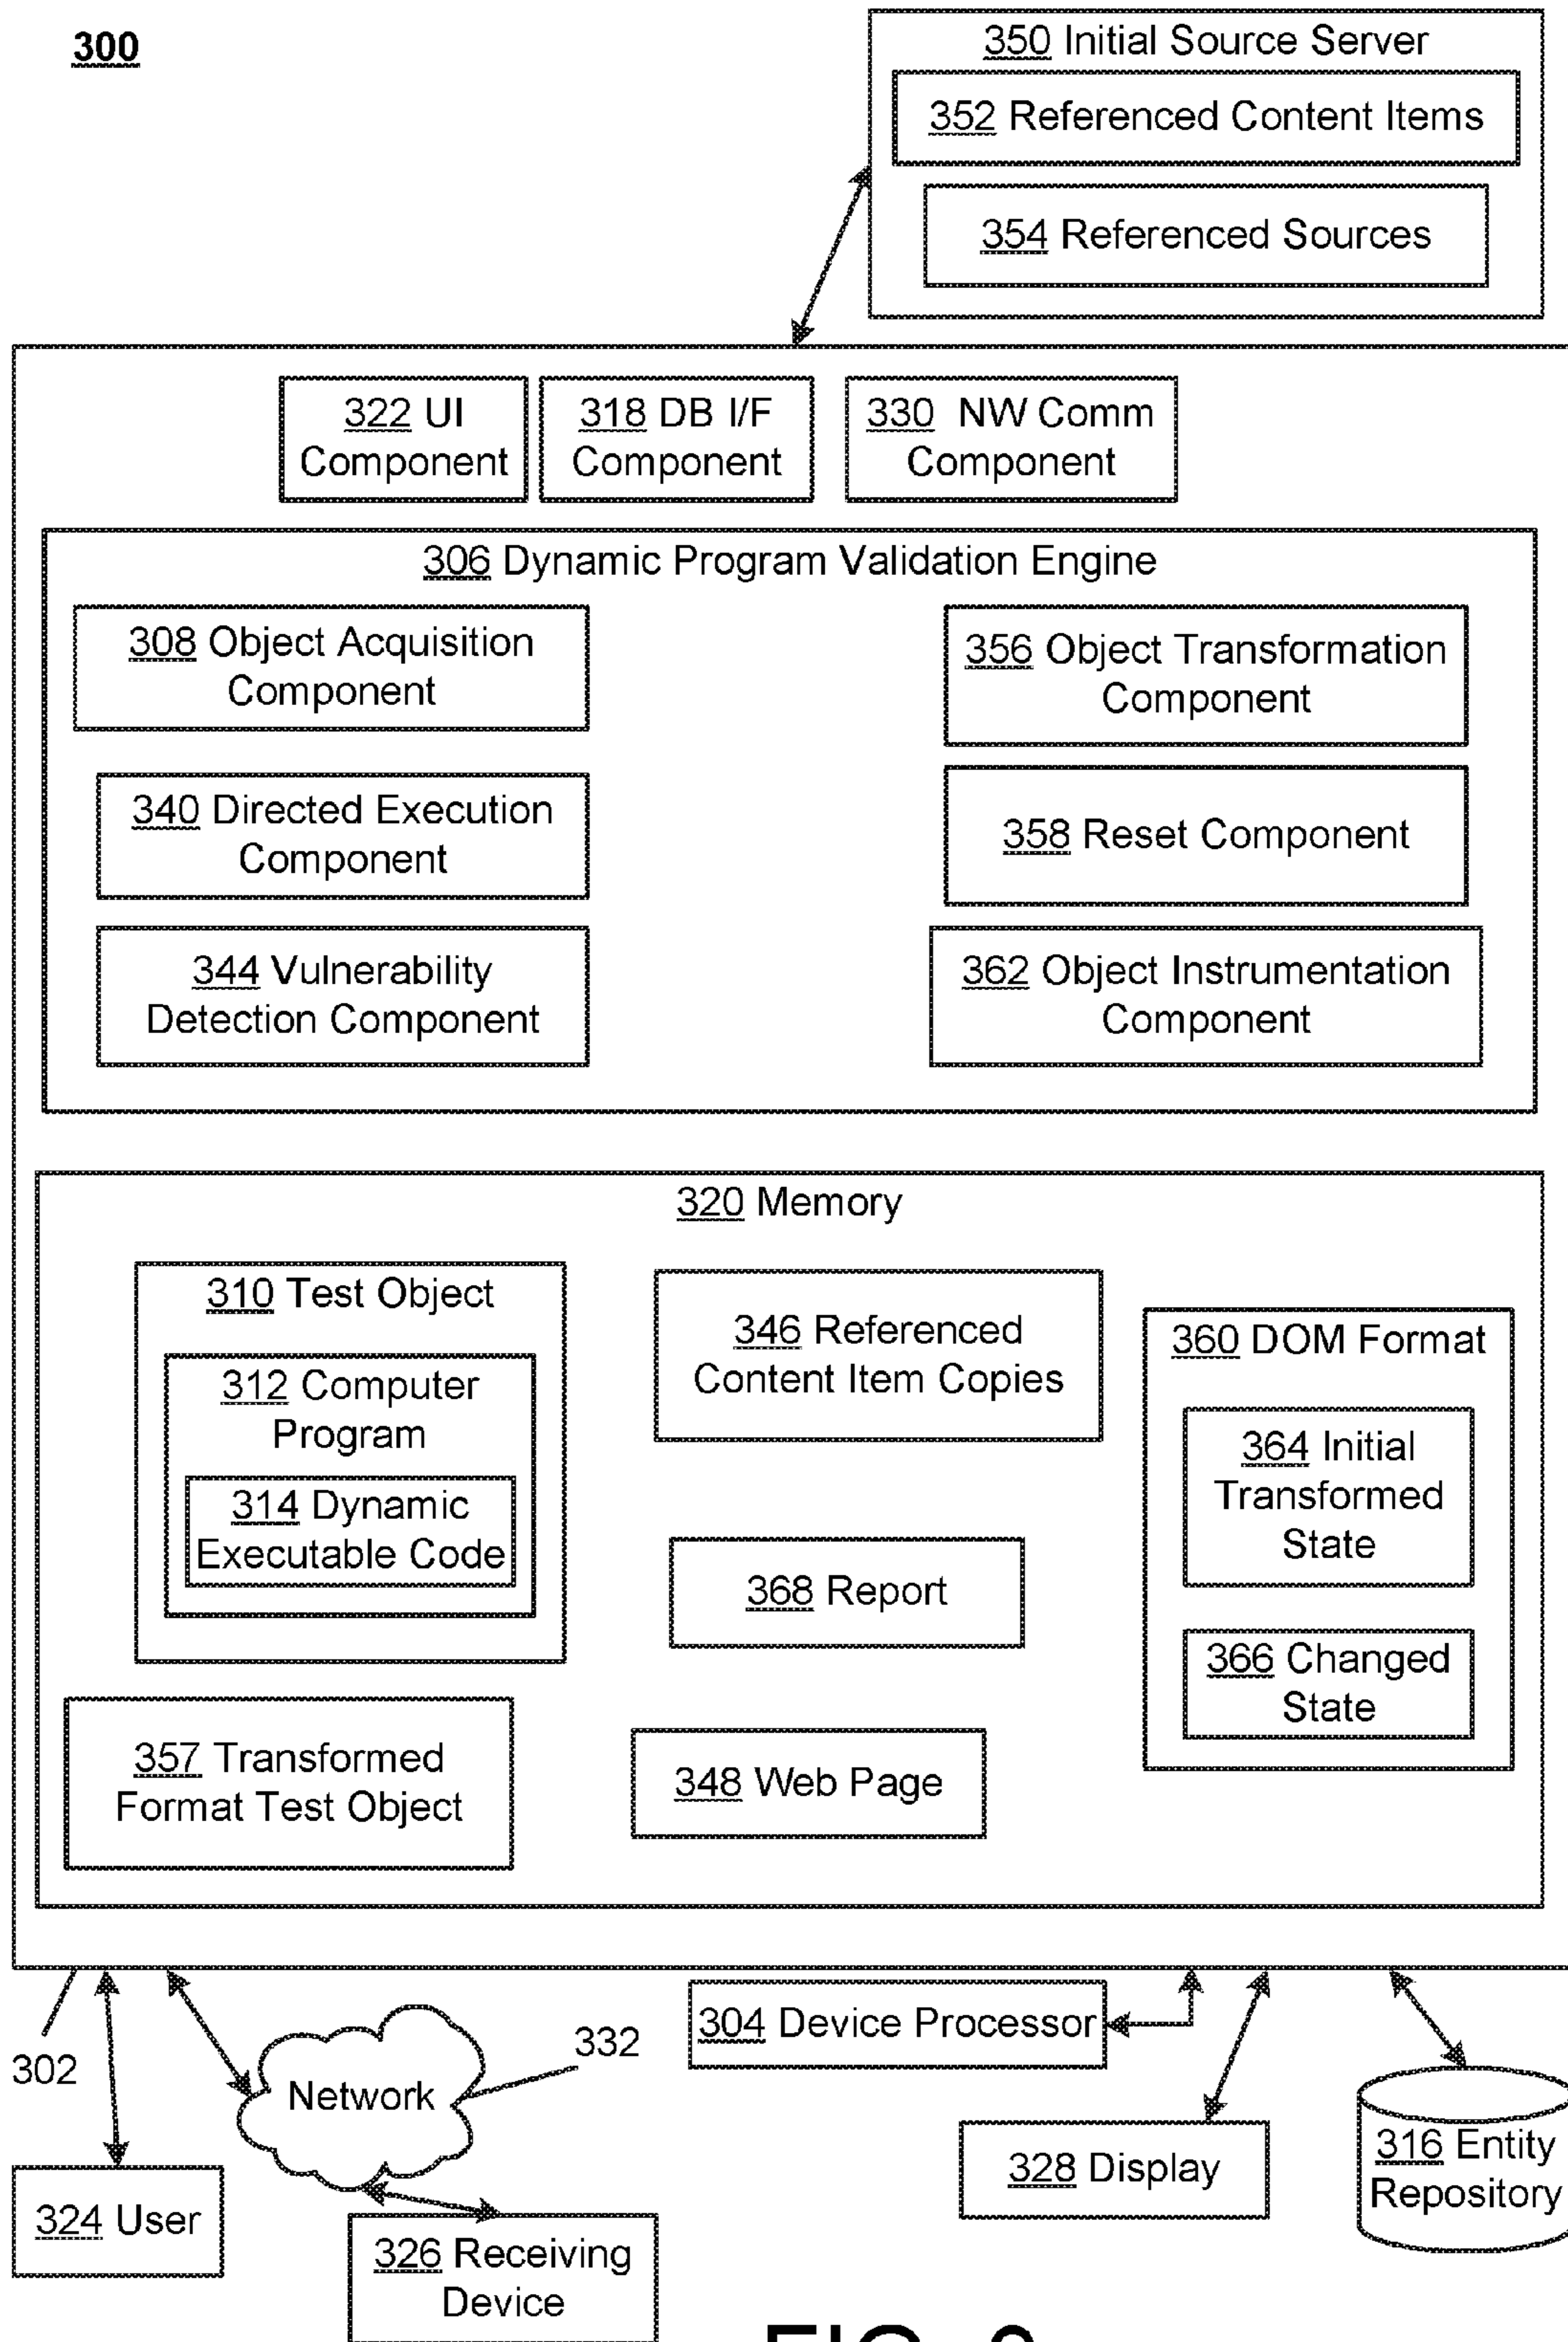 300
350 Initial Source Server
352 Referenced Content Items
354 Referenced Sources
322 UI
Component
318 DB I/F
Component
330 NW Comm
Component
306 Dynamic Program Validation Engine
308 Object Acquisition
Component
356 Object Transformation
Component
340 Directed Execution
Component
358 Reset Component
344 Vulnerability
Detection Component
362 Object Instrumentation
Component
320 Memory
310 Test Object
312 Computer
Program
314 Dynamic
Executable Code
346 Referenced
Content Item Copies
360 DOM Format
364 Initial
Transformed
State
368 Report
366 Changed
State
357 Transformed
Format Test Object
348 Web Page
302
Network
332
304 Device Processor
324 User
326 Receiving
Device
328 Display
316 Entity
Repository
FIG.